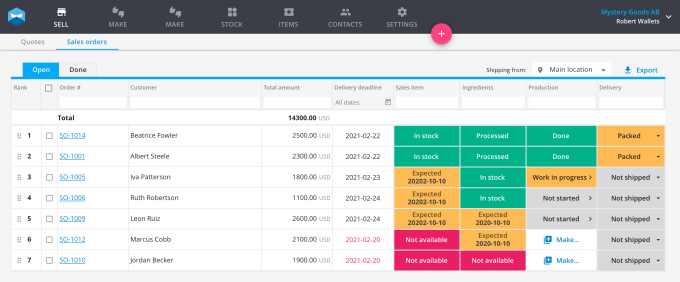 SELL MAKE MAKE STOCK ITEMS CONTACTS SETTINGS
Mystery Goods AB
Robert Wallets
Quotes Sales orders
Open Done
Shipping from: Main location Export
Rank Order # Customer Total amount Delivery deadline Sales item Ingredients Production Delivery
All dates
Total 14300.00 USD
1 SO-1014 Beatrice Fowler 2500.00 USD 2021-02-22 In stock Processed Done Packed
2 SO-1001 Albert Steele 2300.00 USD 2021-02-22 In stock Processed Done Packed
3 SO-1005 Iva Patterson 1800.00 USD 2021-02-23 Expected 20202-10-10 In stock Work in progress Not shipped
4 SO-1006 Ruth Robertson 1100.00 USD 2021-02-24 Expected 20202-10-10 In stock Not started Not shipped
5 SO-1009 Leon Ruiz 2600.00 USD 2021-02-24 Expected 20202-10-10 Expected 2020-10-10 Not started Not shipped
6 SO-1012 Marcus Cobb 2100.00 USD 2021-02-20 Not available Expected 2020-10-10 Make... Not shipped
7 SO-1010 Jordan Becker 1900.00 USD 2021-02-20 Not available Not available Make... Not shipped